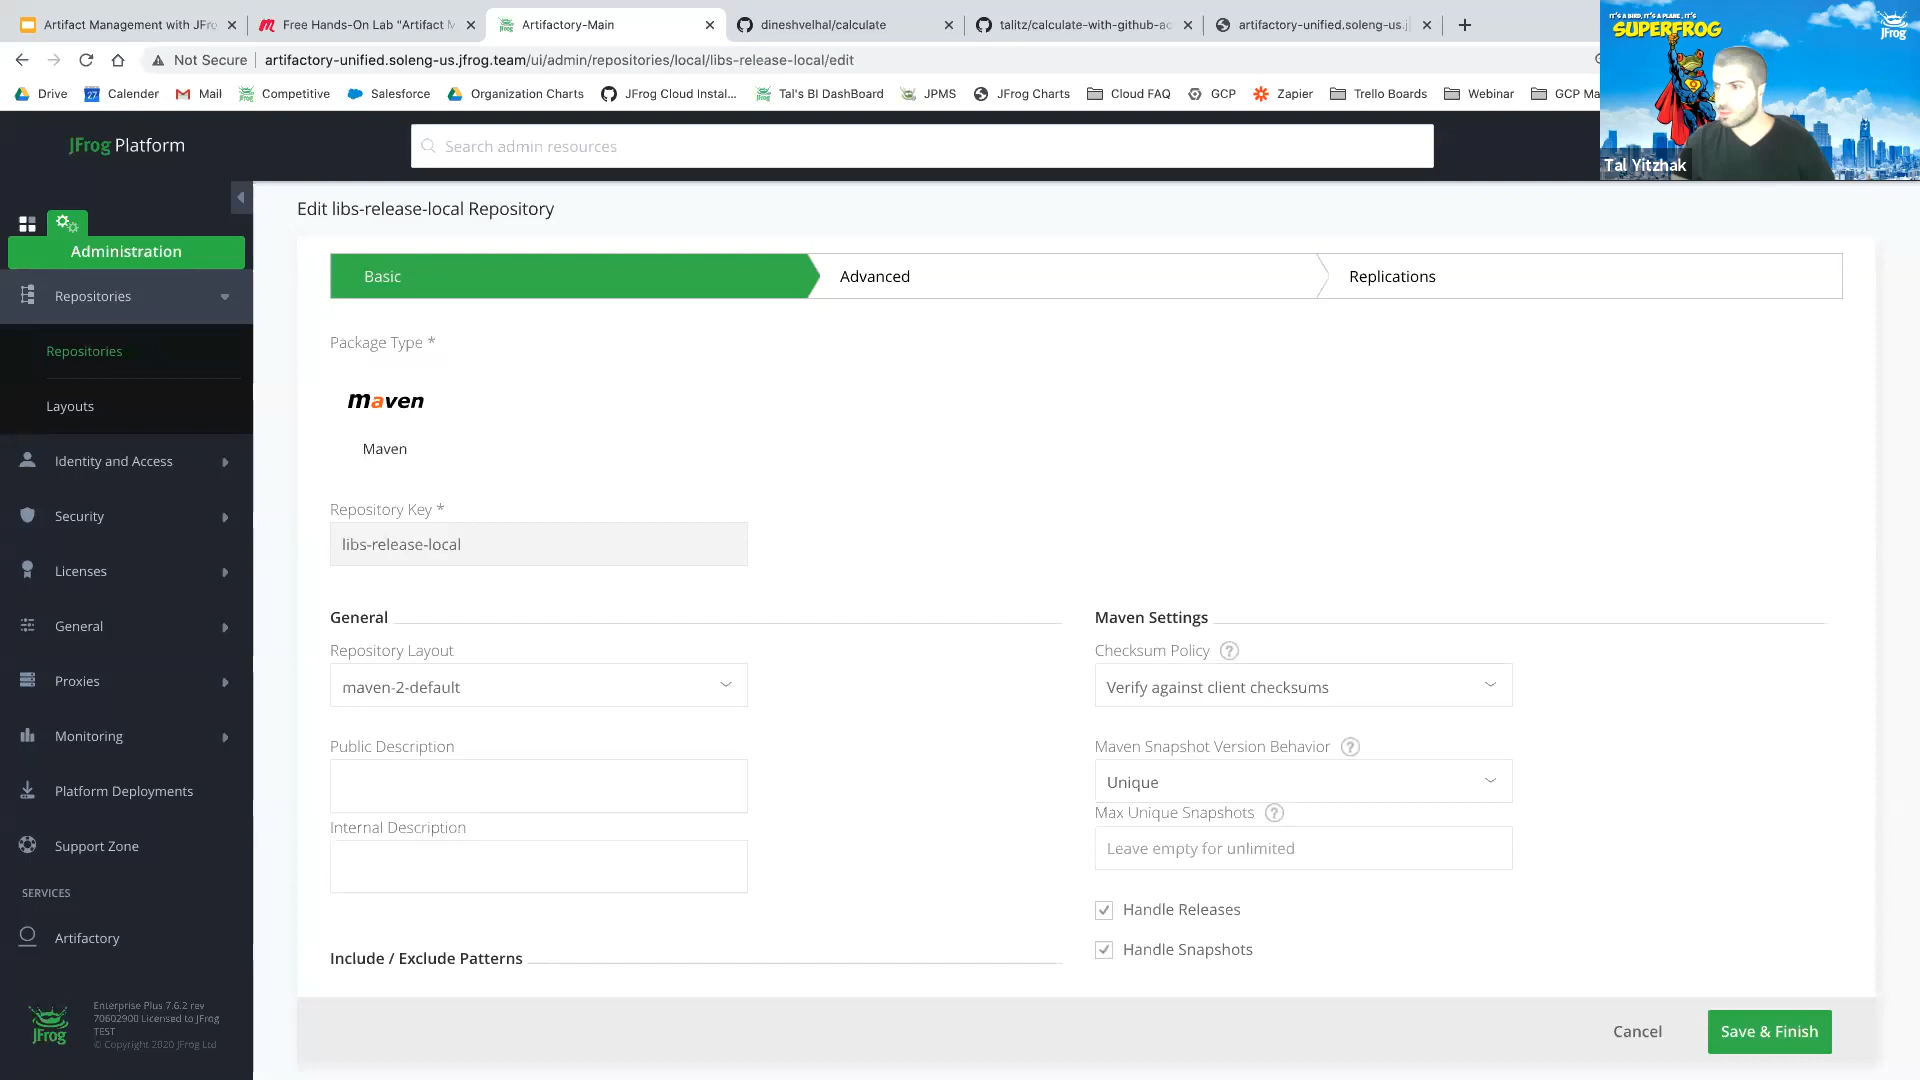 Artifact Management with JFro
Free Hands-On Lab "Artifact M
Artifactory-Main
dineshvelhal/calculate
talitz/calculate-with-github-ac
artifactory-unified.soleng-us.j
Not Secure
artifactory-unified.soleng-us.jfrog.team/ui/admin/repositories/local/libs-release-local/edit
Drive
27
Calender
Mail
Competitive
Salesforce
Organization Charts
JFrog Cloud Instal...
Tal's BI DashBoard
JPMS
JFrog Charts
Cloud FAQ
GCP
Zapier
Trello Boards
Webinar
GCP Ma
IT'S A BIRD, IT'S A PLANE, IT'S
SUPERFROG
JFrog
Tal Yitzhak
JFrog Platform
Search admin resources
Administration
Repositories
Repositories
Layouts
Identity and Access
Security
Licenses
General
Proxies
Monitoring
Platform Deployments
Support Zone
SERVICES
Artifactory
JFrog
Enterprise Plus 7.6.2 rev
70602900 Licensed to JFrog
TEST
© Copyright 2020 JFrog Ltd
Edit libs-release-local Repository
Basic
Advanced
Replications
Package Type *
maven
Maven
Repository Key *
libs-release-local
General
Repository Layout
maven-2-default
Public Description
Internal Description
Include / Exclude Patterns
Maven Settings
Checksum Policy ?
Verify against client checksums
Maven Snapshot Version Behavior ?
Unique
Max Unique Snapshots ?
Leave empty for unlimited
Handle Releases
Handle Snapshots
Cancel
Save & Finish